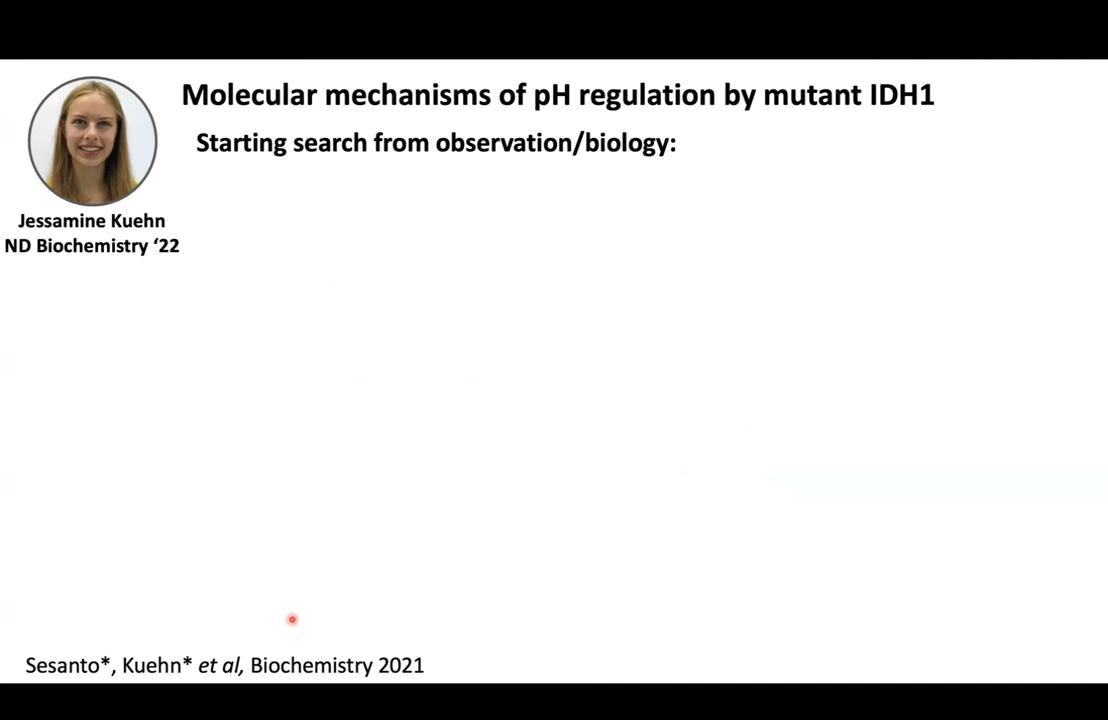 Molecular mechanisms of pH regulation by mutant IDH1
Starting search from observation/biology:
Jessamine Kuehn
ND Biochemistry ‘22
Sesanto*, Kuehn* et al, Biochemistry 2021